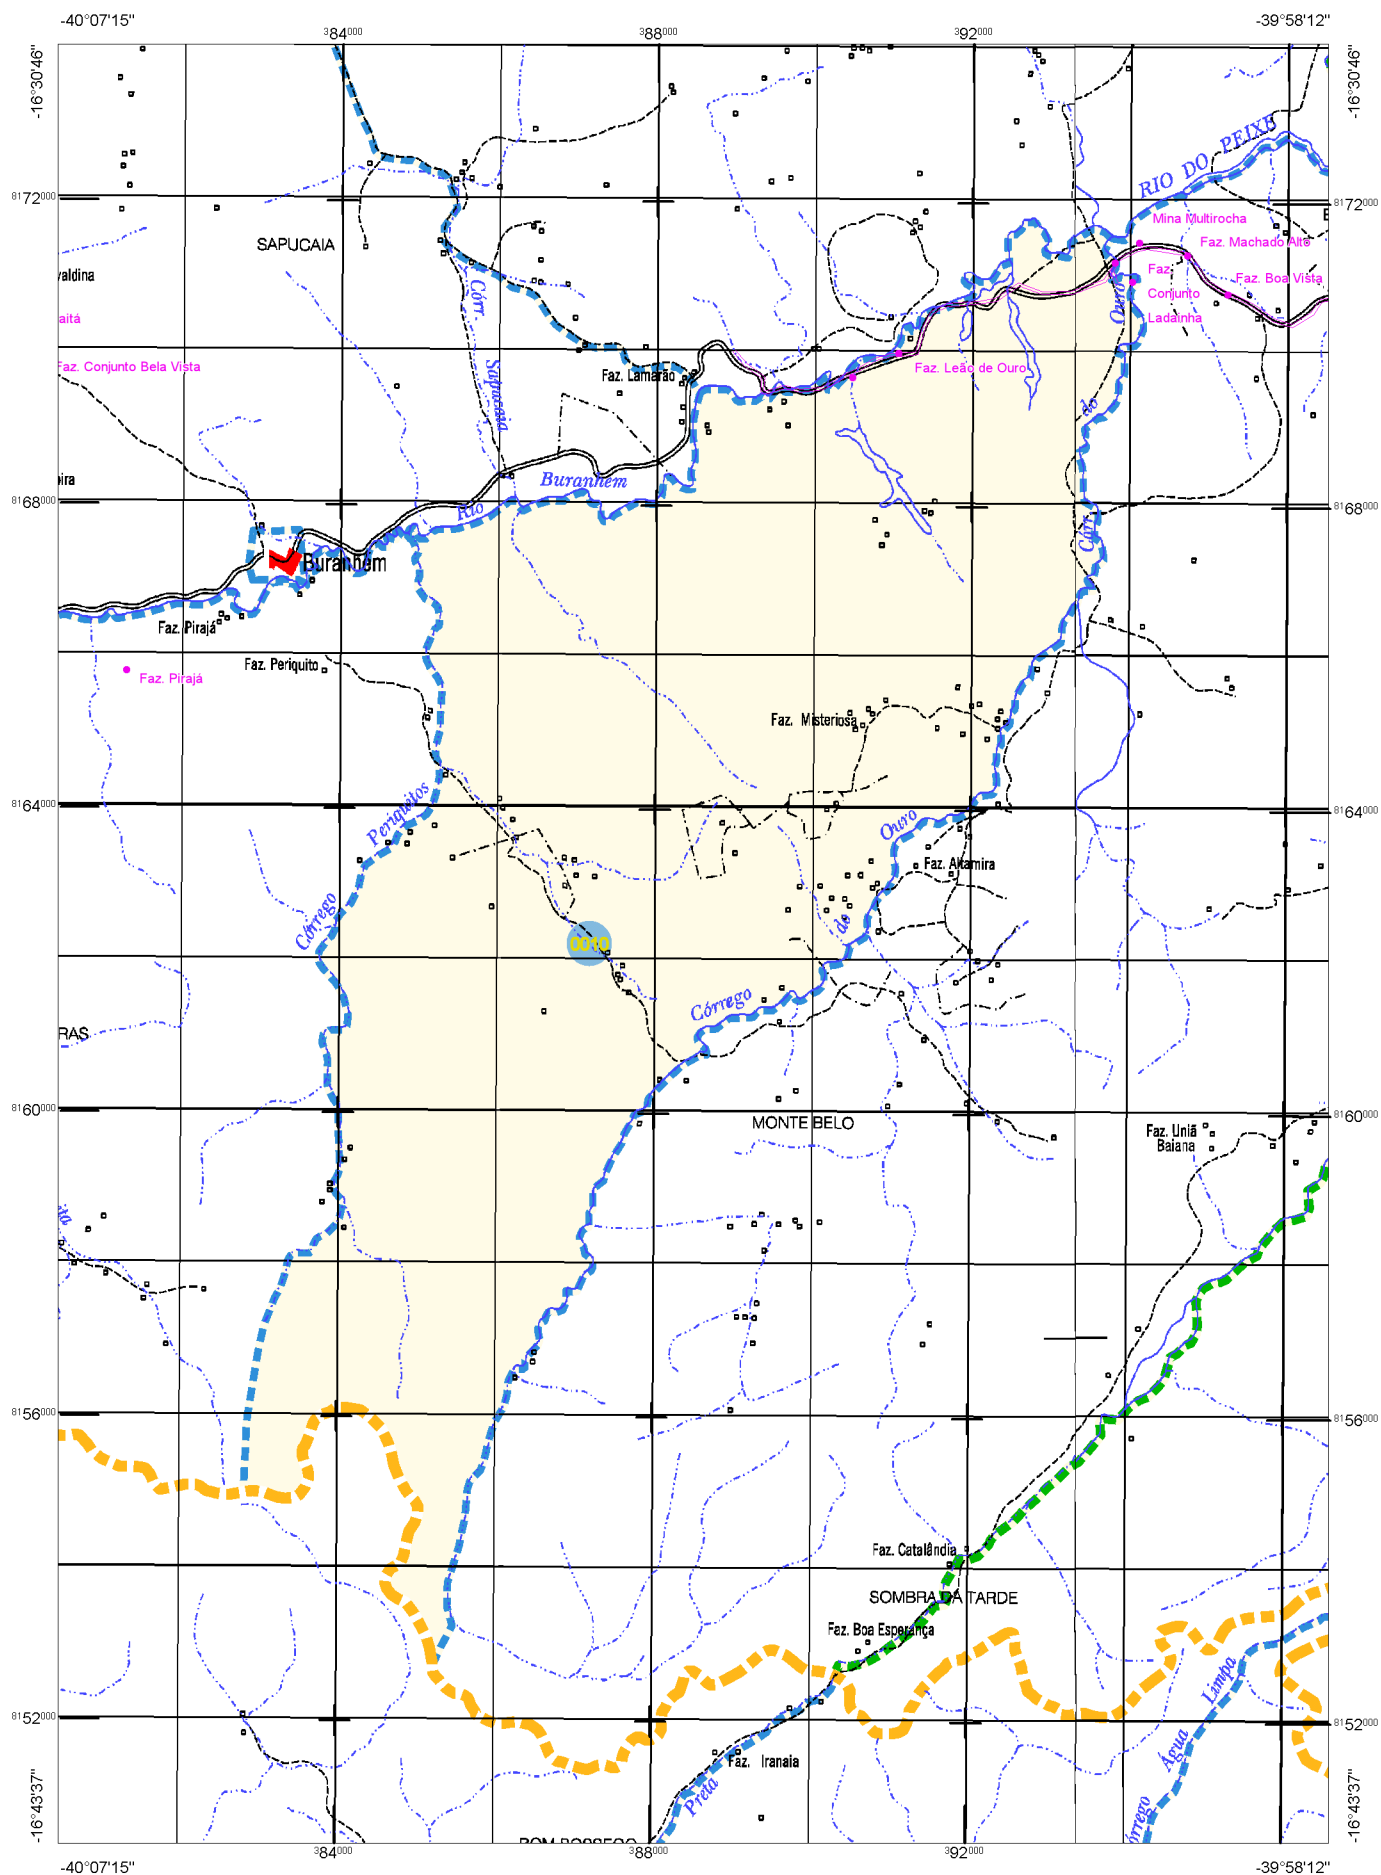 -40°07'15"
-39°58'12"
384000
388000
392000
-16°30'46"
-16°30'46"
RIO DO PEIXE
8172000
8172000
Mina Multirocha
SAPUCAIA
Faz. Machado Alto
valdina
Faz.
Faz. Boa Vista
Córr
Conjunto
Ouro
aitá
Ladainha
Faz. Conjunto Bela Vista
Sapucaia
Faz. Lamarão
Faz. Leão de Ouro
do
Buranhem
Rio
8168000
8168000
Córr.
Buranhem
Faz. Pirajá
Faz. Periquito
Faz. Pirajá
Faz. Misteriosa
8164000
8164000
Periquitos
Ouro
Faz. Altamira
Córrego
do
0010
Córrego
RAS
8160000
8160000
MONTE BELO
Faz. Uniã
Baiana
8156000
8156000
Faz. Catalândia
SOMBRA DA TARDE
Faz. Boa Esperança
Limpa
8152000
8152000
Água
Faz. Iranaia
Preta
-16°43'37"
-16°43'37"
órrego
384000
388000
392000
-40°07'15"
-39°58'12"